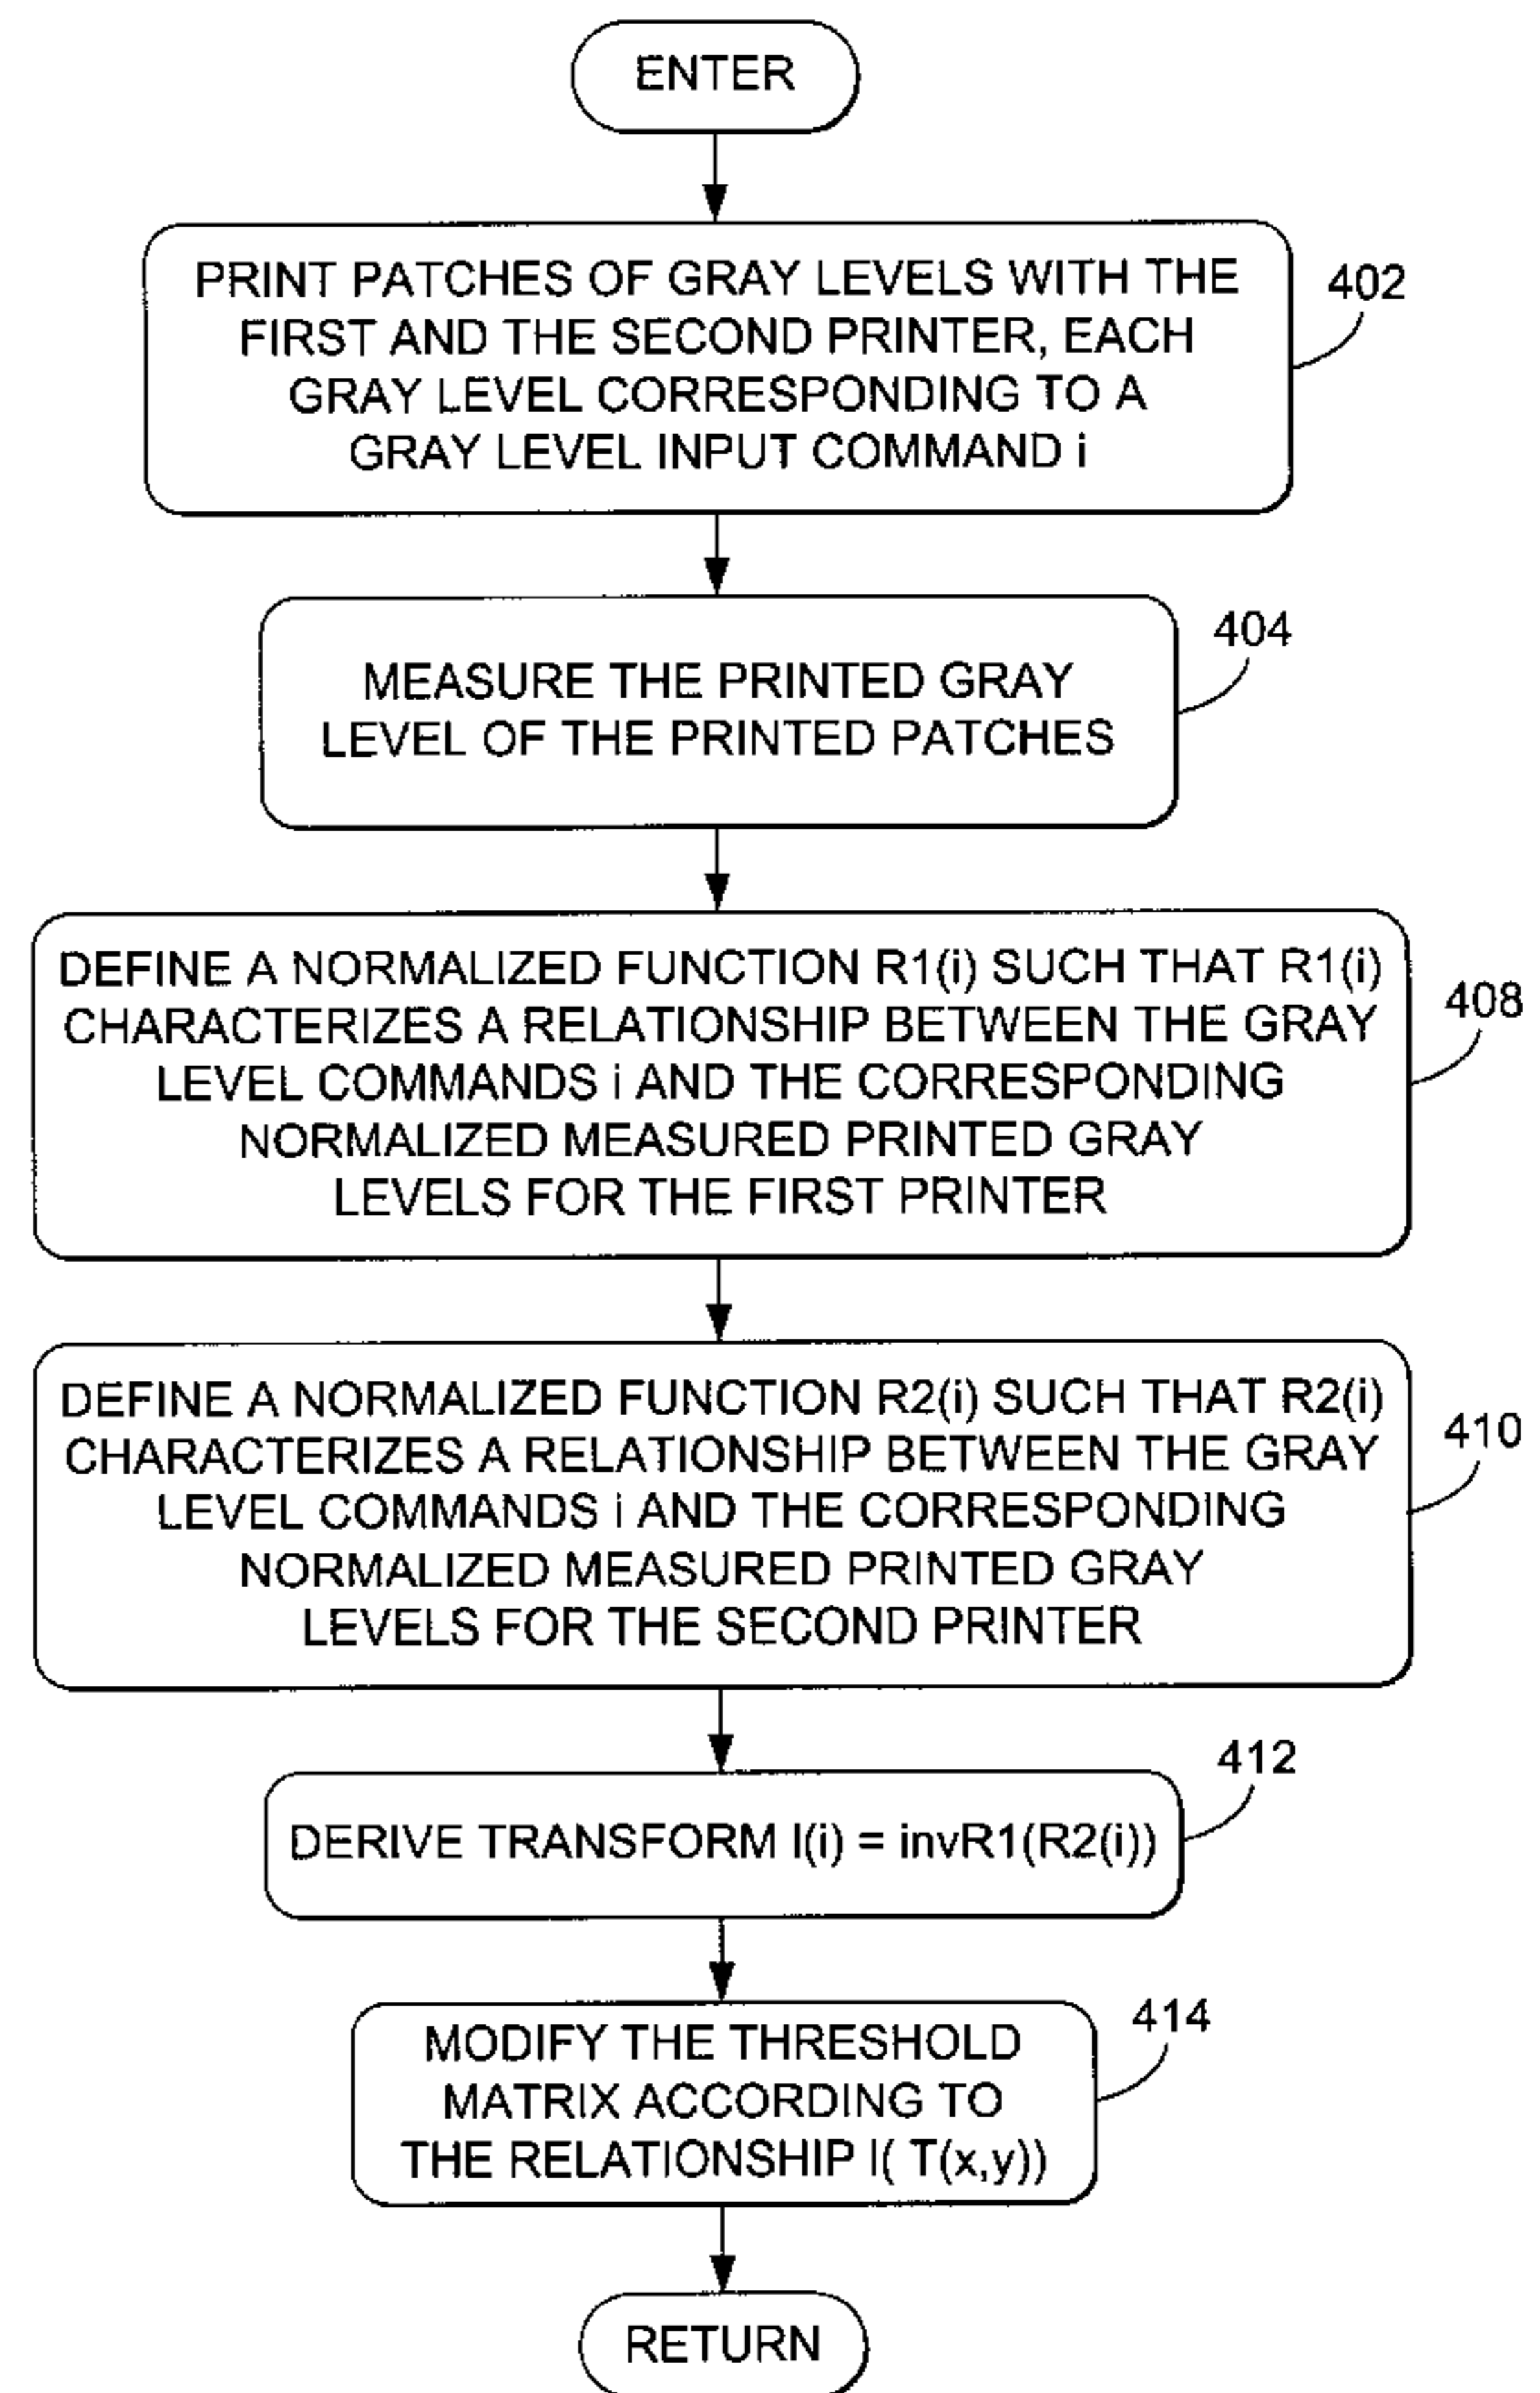 ENTER
PRINT PATCHES OF GRAY LEVELS WITH THE
FIRST AND THE SECOND PRINTER, EACH
GRAY LEVEL CORRESPONDING TO A
GRAY LEVEL INPUT COMMAND i
402
MEASURE THE PRINTED GRAY
LEVEL OF THE PRINTED PATCHES
404
DEFINE A NORMALIZED FUNCTION R1(i) SUCH THAT R1(i)
CHARACTERIZES A RELATIONSHIP BETWEEN THE GRAY
LEVEL COMMANDS i AND THE CORRESPONDING
NORMALIZED MEASURED PRINTED GRAY
LEVELS FOR THE FIRST PRINTER
408
DEFINE A NORMALIZED FUNCTION R2(i) SUCH THAT R2(i)
CHARACTERIZES A RELATIONSHIP BETWEEN THE GRAY
LEVEL COMMANDS i AND THE CORRESPONDING
NORMALIZED MEASURED PRINTED GRAY
LEVELS FOR THE SECOND PRINTER
410
DERIVE TRANSFORM I(i) = invR1(R2(i))
412
MODIFY THE THRESHOLD
MATRIX ACCORDING TO
THE RELATIONSHIP I( T(x,y))
414
RETURN